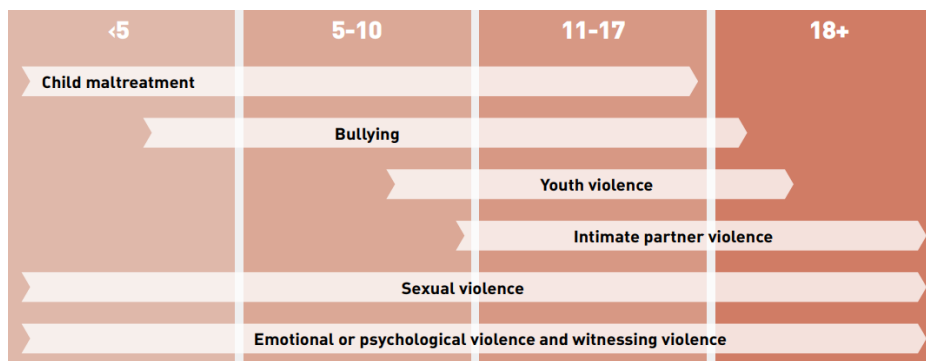 <5 5-10 11-17 18+
Child maltreatment
Bullying
Youth violence
Intimate partner violence
Sexual violence
Emotional or psychological violence and witnessing violence